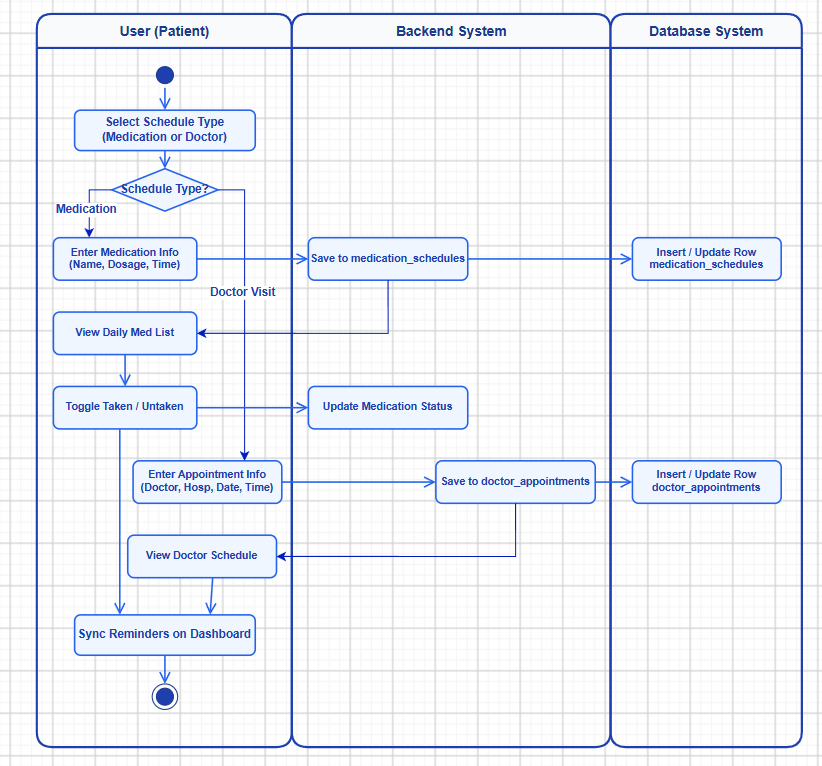 User (Patient)
Backend System
Database System
Select Schedule Type
(Medication or Doctor)
Schedule Type?
Medication
Enter Medication Info
(Name, Dosage, Time)
Save to medication_schedules
Insert / Update Row
medication_schedules
Doctor Visit
View Daily Med List
Toggle Taken / Untaken
Update Medication Status
Enter Appointment Info
(Doctor, Hosp, Date, Time)
Save to doctor_appointments
Insert / Update Row
doctor_appointments
View Doctor Schedule
Sync Reminders on Dashboard